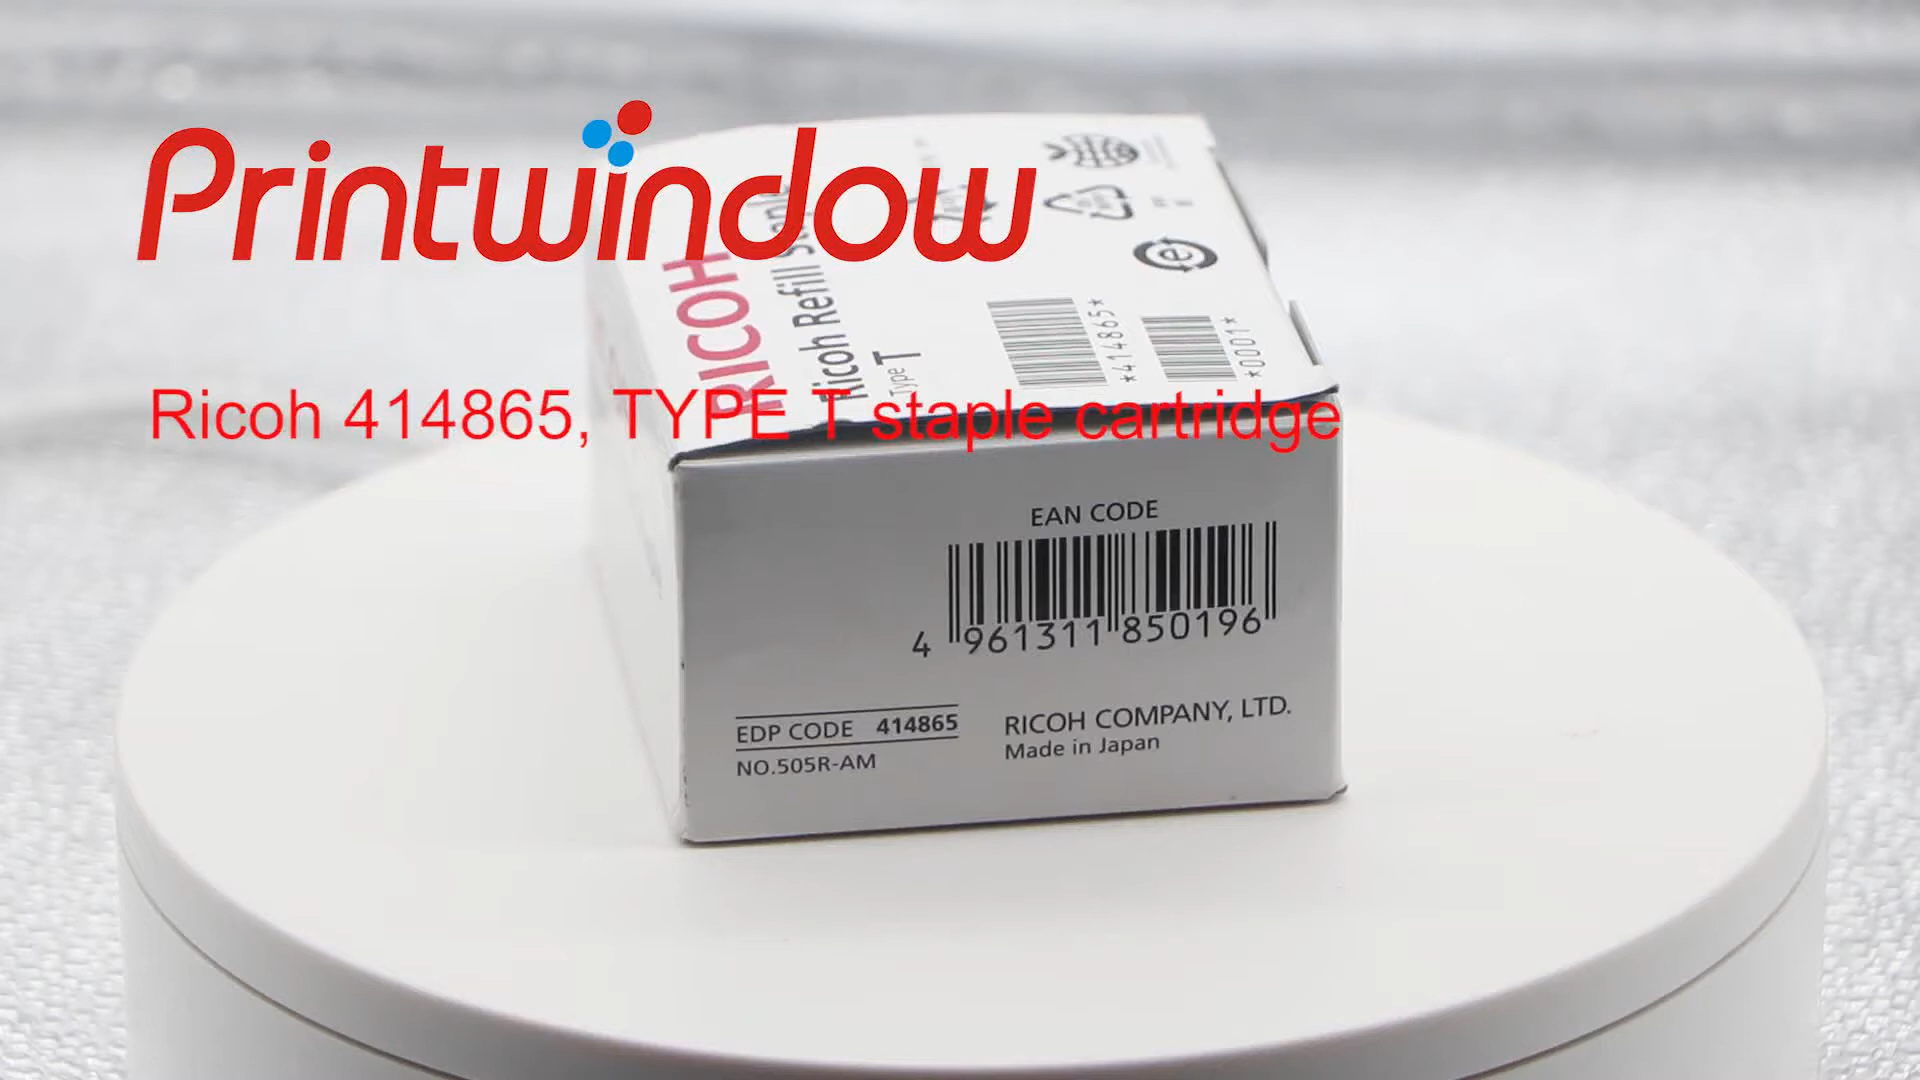 Printwindow
RICOH
Ricoh Refill Staple
Type T
*414865*
*0001*
Ricoh 414865, TYPE T staple cartridge
EAN CODE
4 961311 850196
EDP CODE 414865
NO.505R-AM
RICOH COMPANY, LTD.
Made in Japan